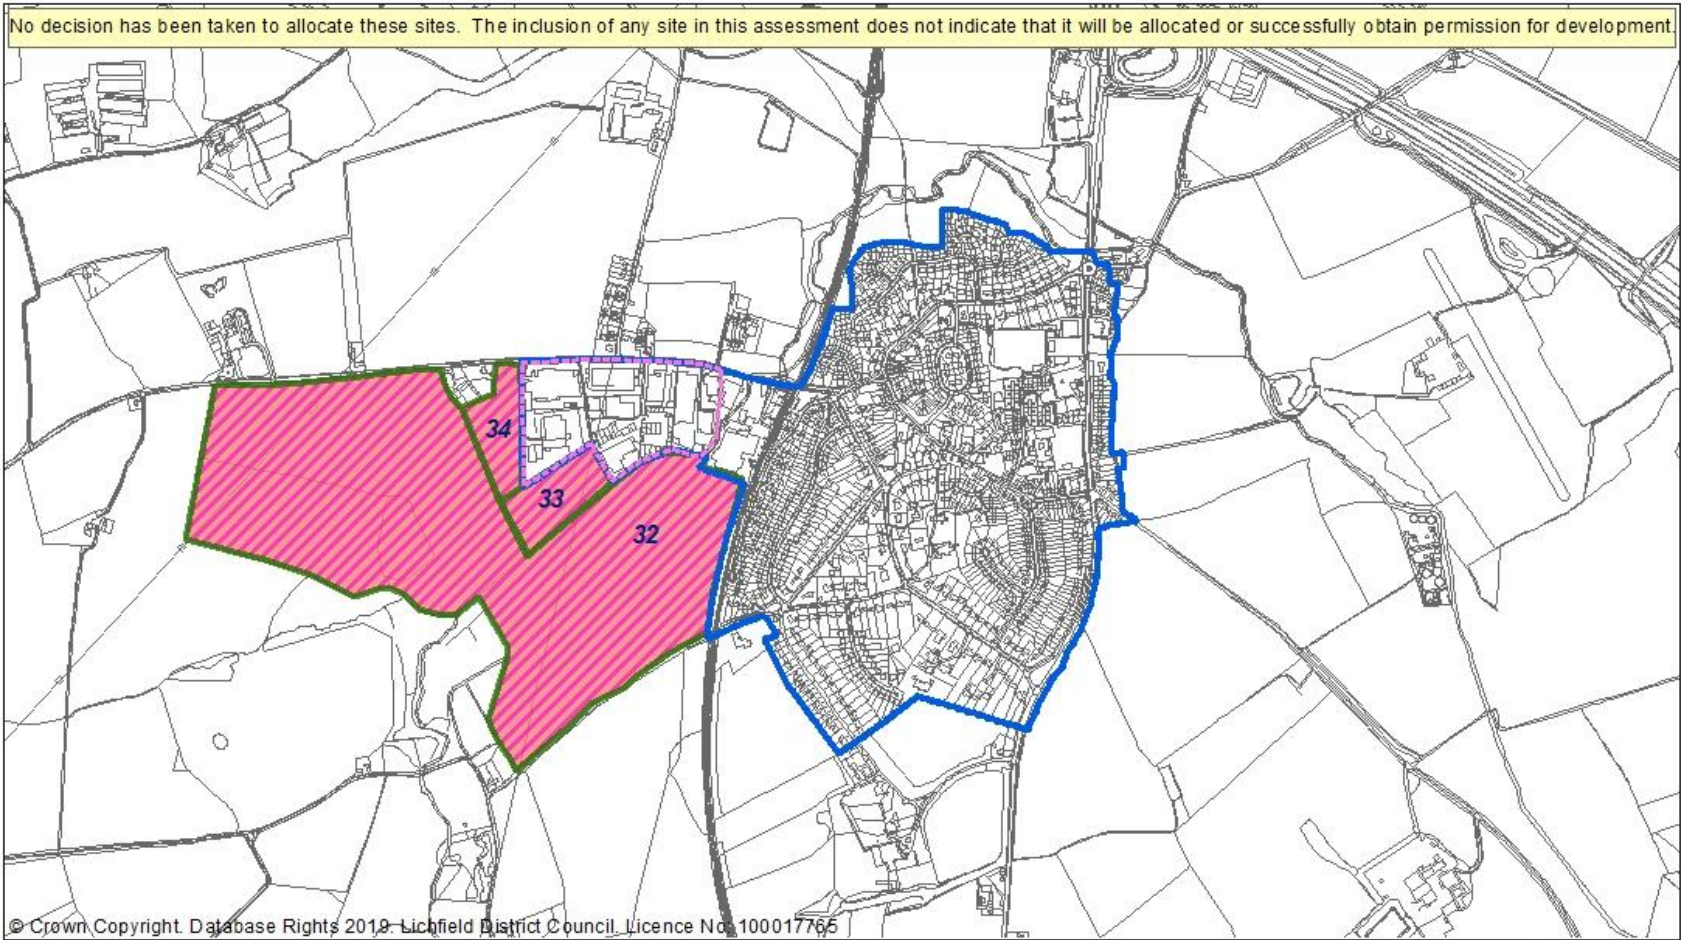 No decision has been taken to allocate these sites. The inclusion of any site in this assessment does not indicate that it will be allocated or successfully obtain permission for development.
34
33
32
© Crown Copyright. Database Rights 2019. Lichfield District Council. Licence No: 100017765